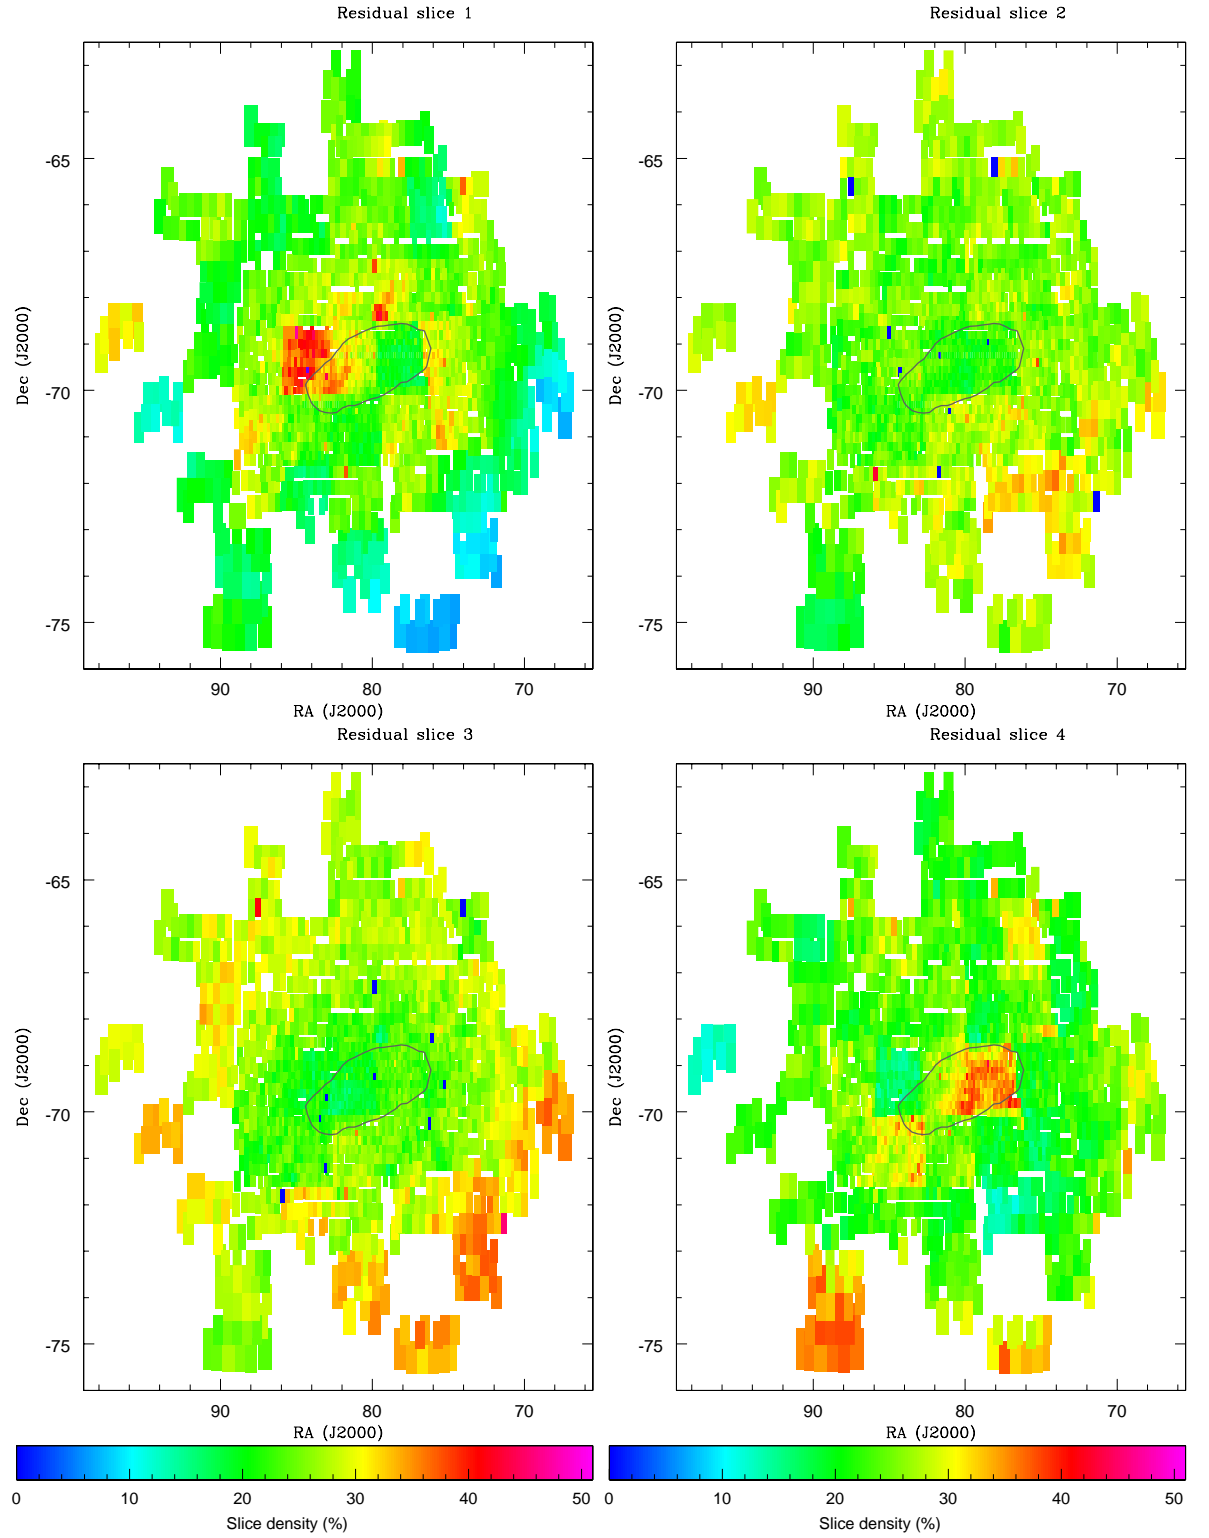 Residual slice 1
Residual slice 2
-65
-70
-75
Dec (J2000)
90 80 70
RA (J2000)
-65
-70
-75
Dec (J2000)
90 80 70
RA (J2000)
Residual slice 3
Residual slice 4
-65
-70
-75
Dec (J2000)
90 80 70
RA (J2000)
-65
-70
-75
Dec (J2000)
90 80 70
RA (J2000)
0 10 20 30 40 50
Slice density (%)
0 10 20 30 40 50
Slice density (%)